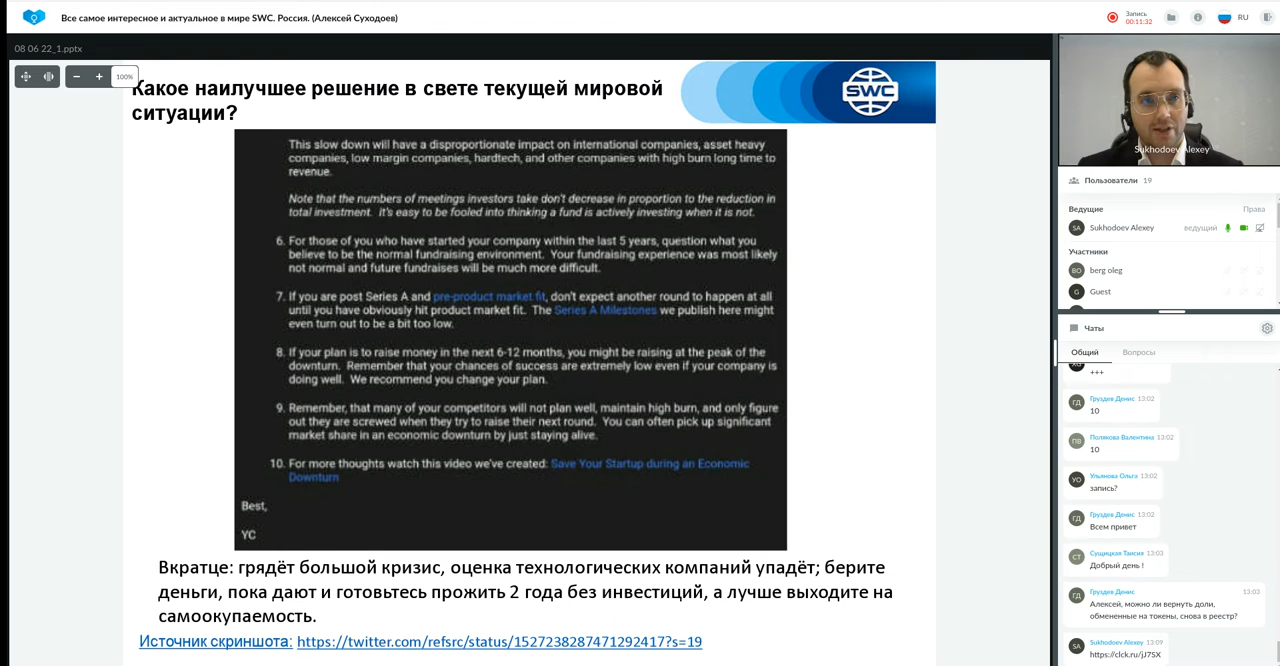 Все самое интересное и актуальное в мире SWC. Россия. (Алексей Суходоев)
Запись
00:11:32
RU
08 06 22_1.pptx
100%
Какое наилучшее решение в свете текущей мировой
ситуации?
SWC
This slow down will have a disproportionate impact on international companies, asset heavy
companies, low margin companies, hardtech, and other companies with high burn long time to
revenue.
Note that the numbers of meetings investors take don't decrease in proportion to the reduction in
total investment. It's easy to be fooled into thinking a fund is actively investing when it is not.
6. For those of you who have started your company within the last 5 years, question what you
believe to be the normal fundraising environment. Your fundraising experience was most likely
not normal and future fundraises will be much more difficult.
7. If you are post Series A and pre-product market fit, don't expect another round to happen at all
until you have obviously hit product market fit. The Series A Milestones we publish here might
even turn out to be a bit too low.
8. If your plan is to raise money in the next 6-12 months, you might be raising at the peak of the
downturn. Remember that your chances of success are extremely low even if your company is
doing well. We recommend you change your plan.
9. Remember, that many of your competitors will not plan well, maintain high burn, and only figure
out they are screwed when they try to raise their next round. You can often pick up significant
market share in an economic downturn by just staying alive.
10. For more thoughts watch this video we've created: Save Your Startup during an Economic
Downturn
Best,
YC
Вкратце: грядёт большой кризис, оценка технологических компаний упадёт; берите
деньги, пока дают и готовьтесь прожить 2 года без инвестиций, а лучше выходите на
самоокупаемость.
Источник скриншота: https://twitter.com/refsrc/status/1527238287471292417?s=19
Sukhodoev Alexey
Пользователи 19
Ведущие Права
SA Sukhodoev Alexey ведущий
Участники
BO berg oleg
G Guest
Чаты
Общий Вопросы
+++
ГД Груздев Денис 13:02
10
ПВ Полякова Валентина 13:02
10
УО Ульянова Ольга 13:02
запись?
ГД Груздев Денис 13:02
Всем привет
СТ Сущицкая Таисия 13:03
Добрый день !
ГД Груздев Денис 13:03
Алексей, можно ли вернуть доли,
обмененные на токены, снова в реестр?
SA Sukhodoev Alexey 13:09
https://clck.ru/jJ7SX